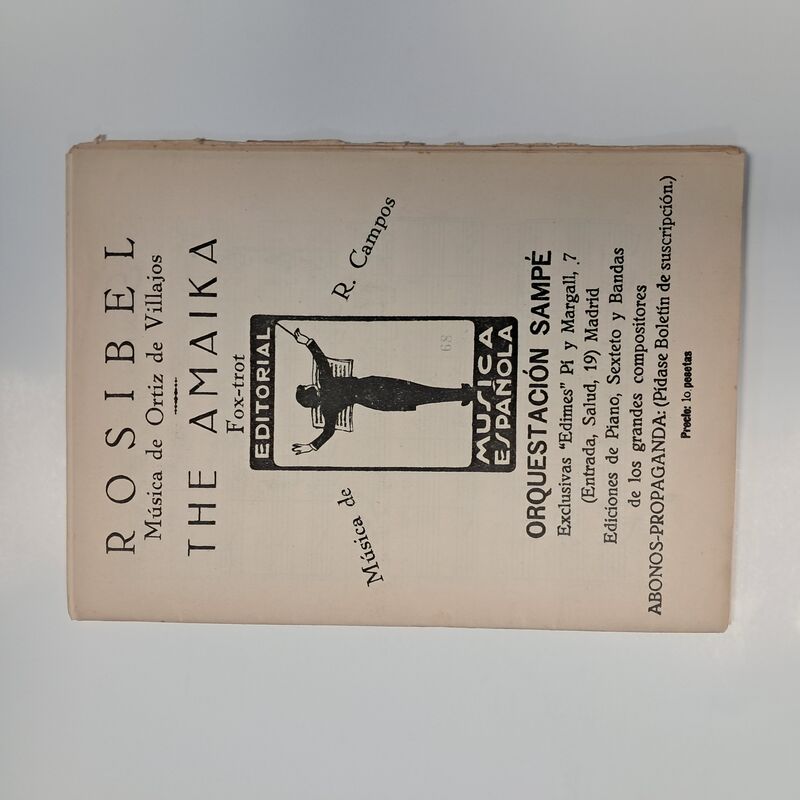 ROSIBEL
Música de Ortiz de Villajos
THE AMAIKA
Fox-trot
Música de R. Campos
EDITORIAL
68
MUSICA
ESPAÑOLA
ORQUESTACIÓN SAMPÉ
Exclusivas "Edimes" Pí y Margall, 7
(Entrada, Salud, 19) Madrid
Ediciones de Piano, Sexteto y Bandas
de los grandes compositores
ABONOS-PROPAGANDA: (Pídase Boletín de suscripción.)
Precio: 10 pesetas